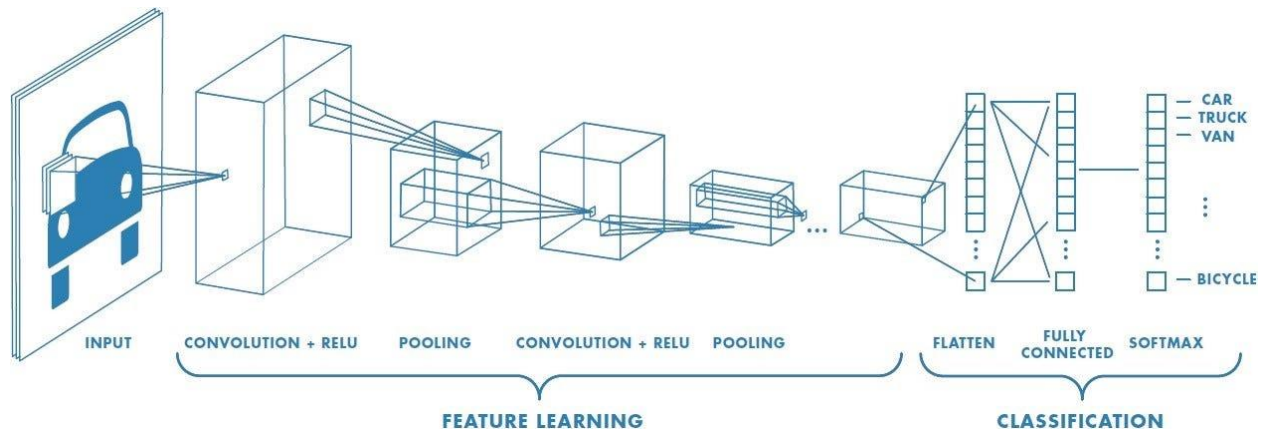 CAR
TRUCK
VAN
BICYCLE
INPUT
CONVOLUTION + RELU
POOLING
CONVOLUTION + RELU
POOLING
FLATTEN
FULLY
CONNECTED
SOFTMAX
FEATURE LEARNING
CLASSIFICATION